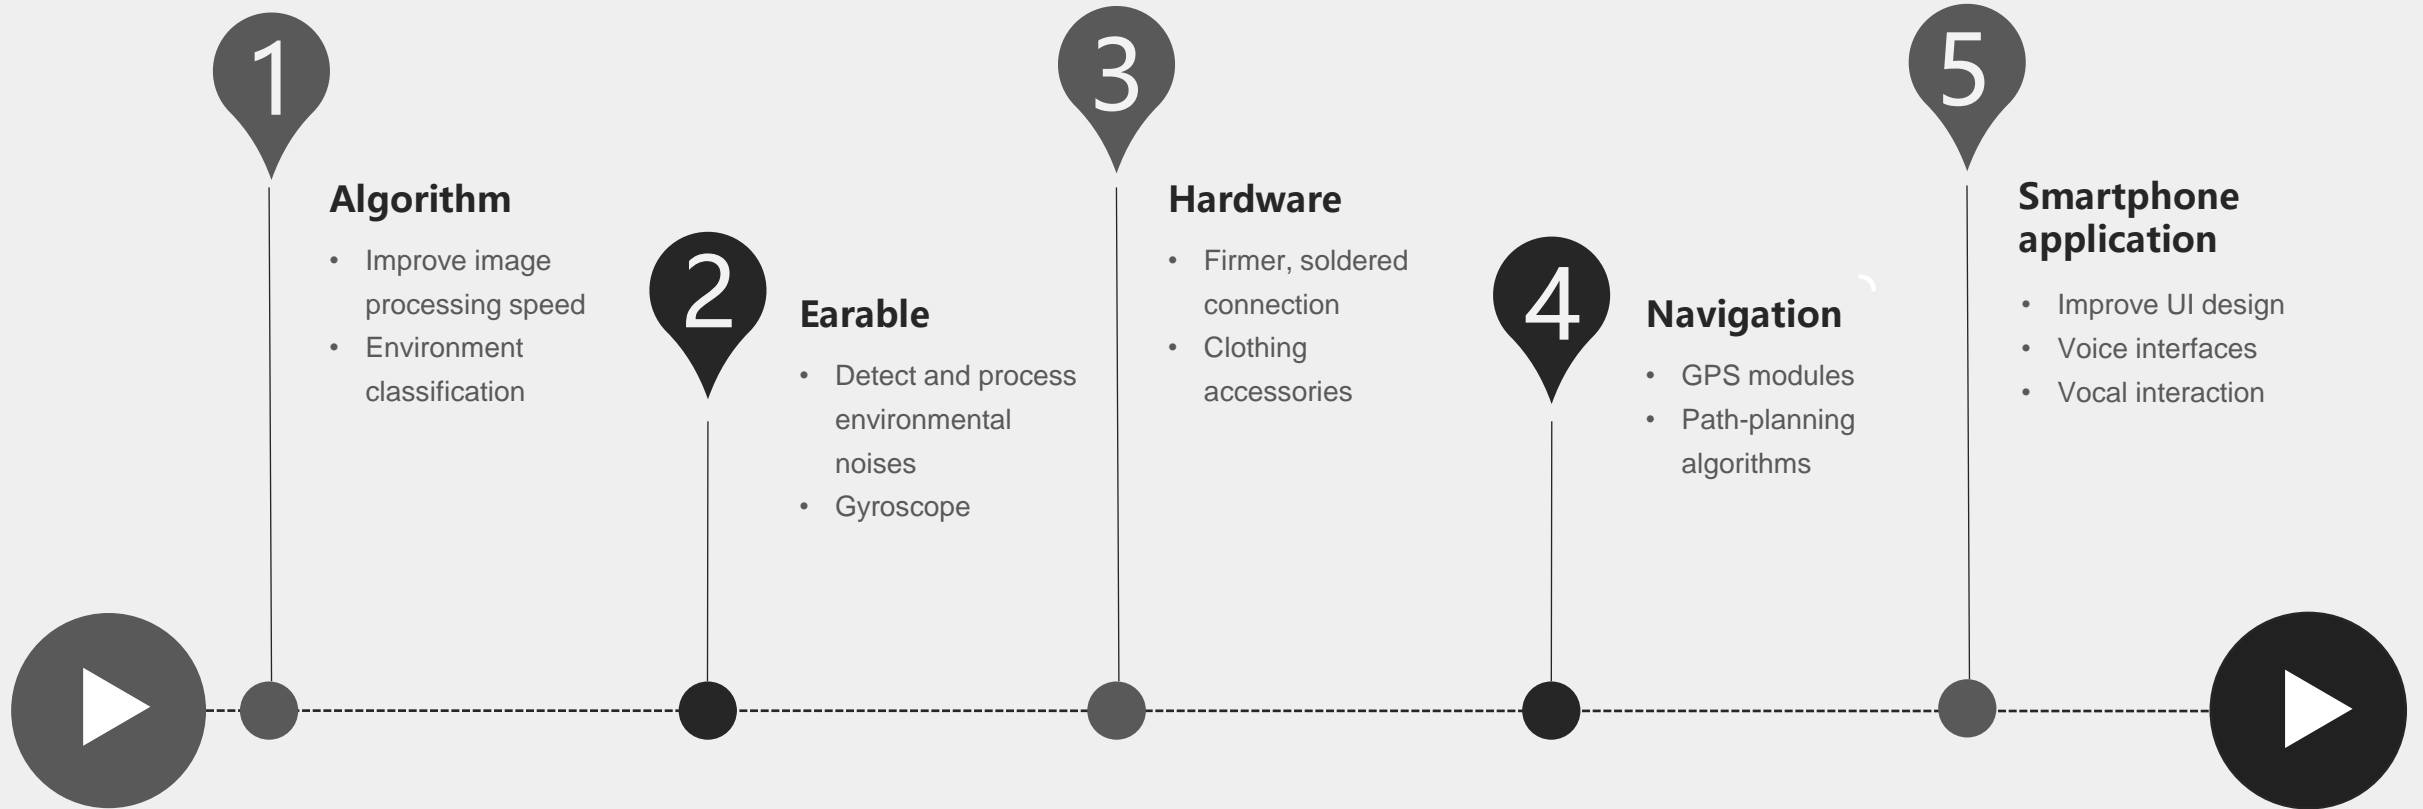 1
Algorithm
• Improve image
processing speed
• Environment
classification
2
Earable
• Detect and process
environmental
noises
• Gyroscope
3
Hardware
• Firmer, soldered
connection
• Clothing
accessories
4
Navigation
• GPS modules
• Path-planning
algorithms
5
Smartphone
application
• Improve UI design
• Voice interfaces
• Vocal interaction